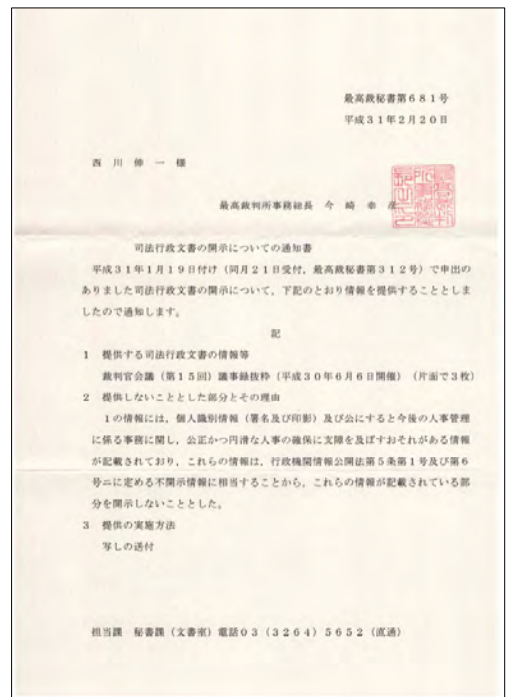 最高裁秘書第681号
平成31年2月20日
西川伸一様
最高裁判所事務総長 今崎幸彦
司法行政文書の開示についての通知書
平成31年1月19日付け（同月21日受付，最高裁秘書第312号）で申出の
ありました司法行政文書の開示について，下記のとおり情報を提供することとしま
したので通知します。
記
1 提供する司法行政文書の情報等
裁判官会議（第15回）議事録抜粋（平成30年6月6日開催）（片面で3枚）
2 提供しないこととした部分とその理由
1の情報には，個人識別情報（署名及び印影）及び公にすると今後の人事管理
に係る事務に関し，公正かつ円滑な人事の確保に支障を及ぼすおそれがある情報
が記載されており，これらの情報は，行政機関情報公開法第5条第1号及び第6
号ニに定める不開示情報に相当することから，これらの情報が記載されている部
分を開示しないこととした。
3 提供の実施方法
写しの送付
担当課 秘書課（文書室）電話03（3264）5652（直通）